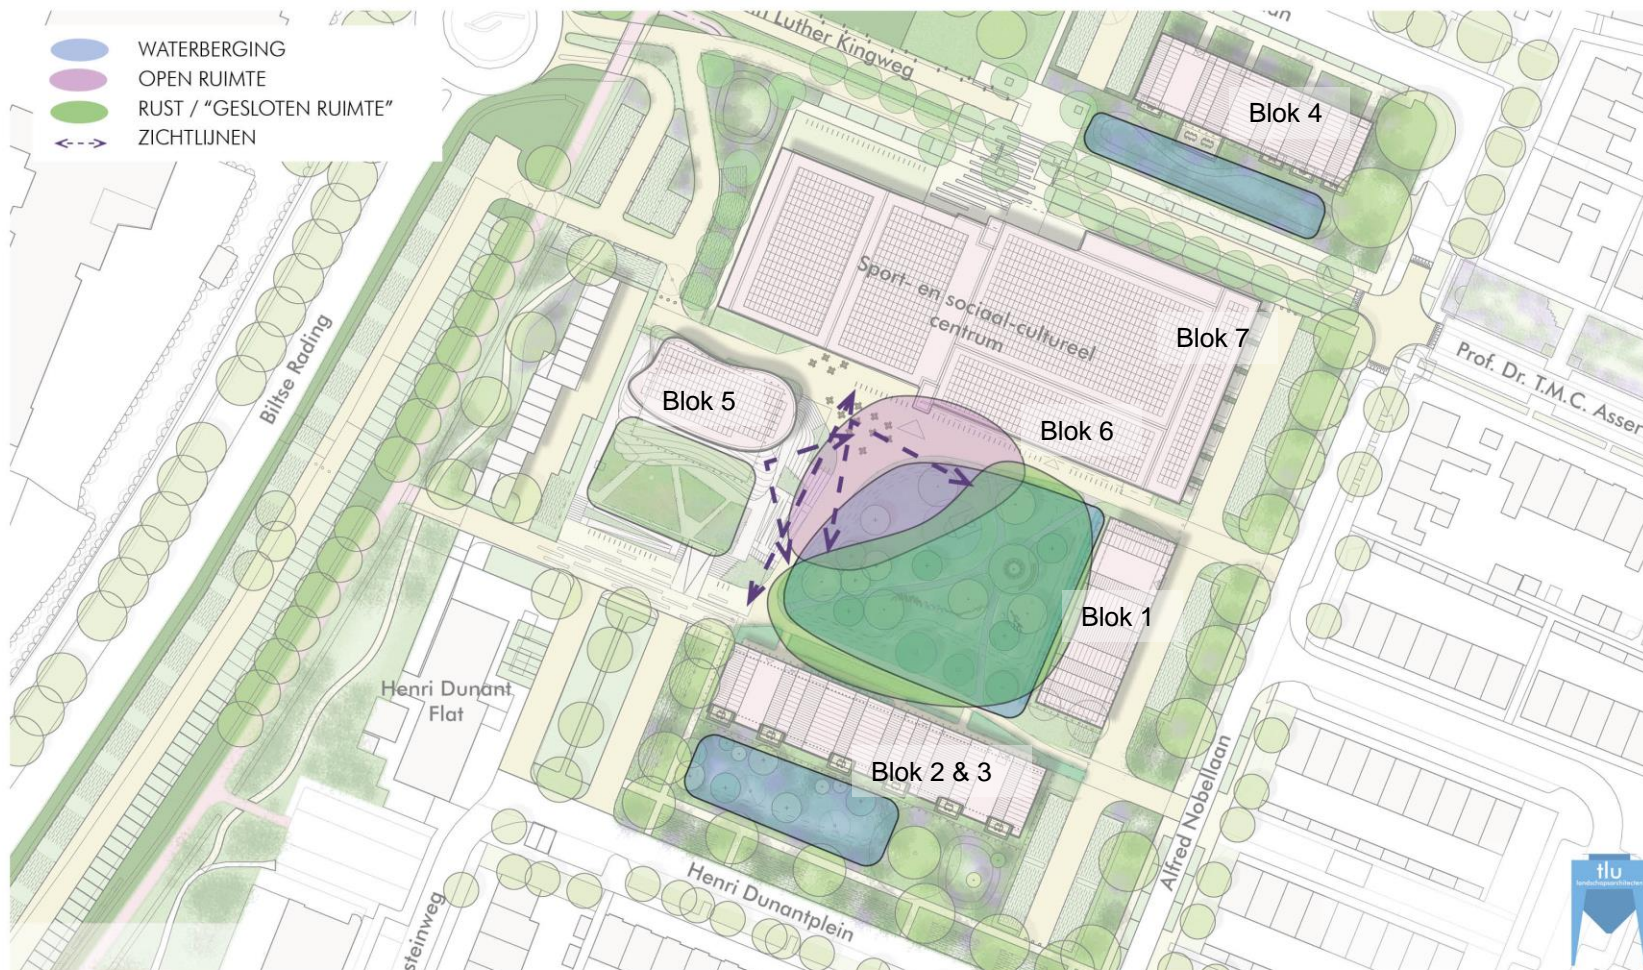 WATERBERGING
OPEN RUIMTE
RUST / “GESLOTEN RUIMTE”
ZICHTLIJNEN
Luther Kingweg
Blok 4
Sport- en sociaal-cultureel
centrum
Blok 7
Prof. Dr. T.M.C. Asser
Biltse Rading
Blok 5
Blok 6
Blok 1
Henri Dunant
Flat
Blok 2 & 3
Alfred Nobellaan
Henri Dunantplein
steinweg
tlu
landschapsarchitecten